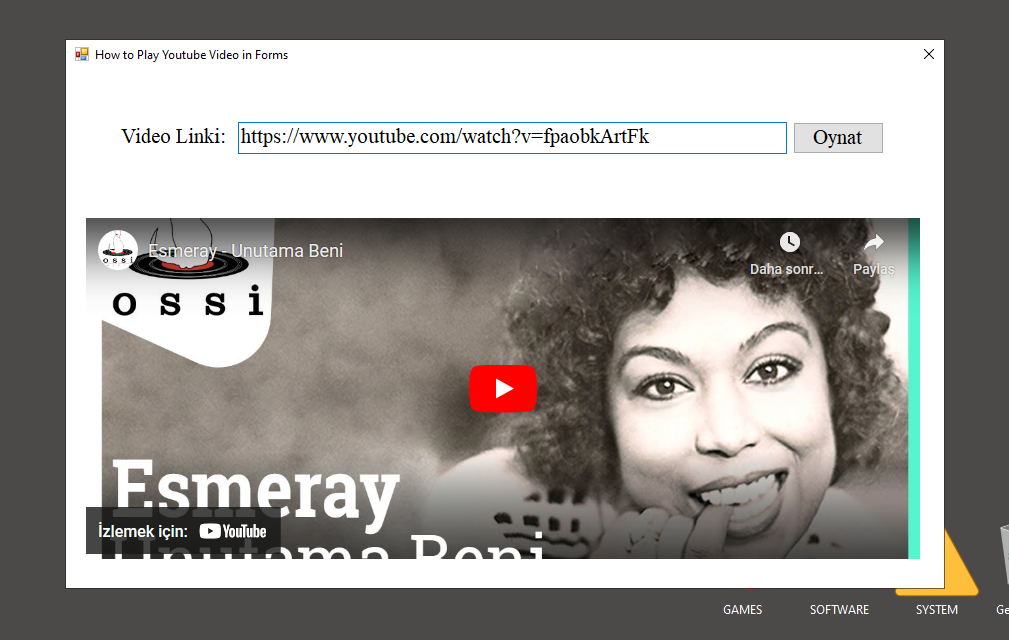 How to Play Youtube Video in Forms
Video Linki: https://www.youtube.com/watch?v=fpaobkArtFk Oynat
ossi
Esmeray - Unutama Beni
Daha sonr... Paylaş
ossi
Esmeray
İzlemek için: YouTube
Unutama Beni
GAMES SOFTWARE SYSTEM Ge